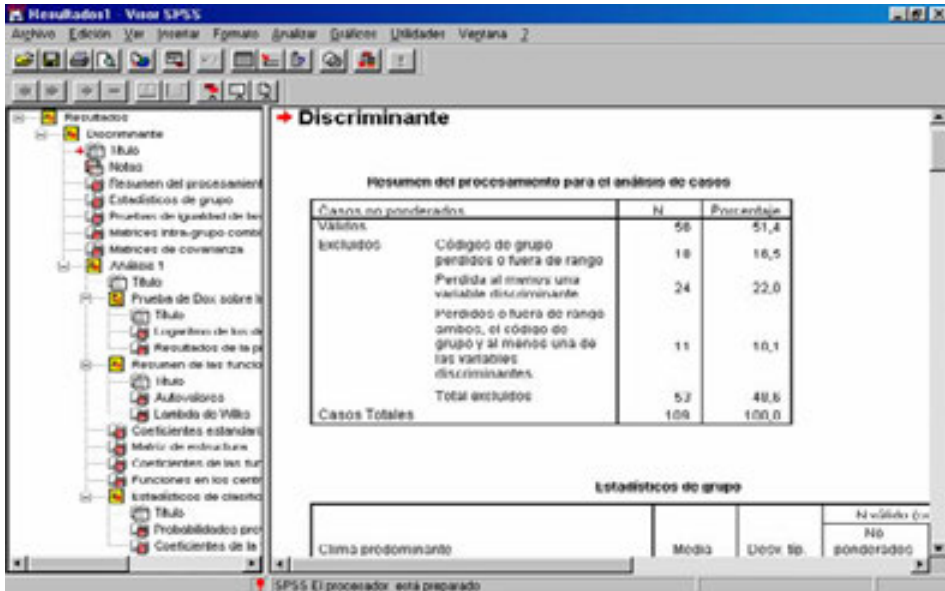 Resultados1 - Visor SPSS
Archivo Edición Ver Insertar Formato Analizar Gráficos Utilidades Ventana ?
Resultados
Discriminante
Título
Notas
Resumen del procesamient
Estadísticos de grupo
Pruebas de igualdad de las
Matrices intra-grupo combi
Matrices de covarianza
Análisis 1
Título
Prueba de Box sobre l
Título
Logaritmo de los de
Resultados de la p
Resumen de las funcio
Título
Autovalores
Lambda de Wilks
Coeficientes estandari
Matriz de estructura
Coeficientes de las fun
Funciones en los centr
Estadísticos de clasific
Título
Probabilidades prev
Coeficientes de la
Discriminante
Resumen del procesamiento para el análisis de casos
Casos no ponderados N Porcentaje
Válidos 56 51,4
Excluidos Códigos de grupo
perdidos o fuera de rango 18 16,5
Perdida al menos una
variable discriminante 24 22,0
Perdidos o fuera de rango
ambos, el código de
grupo y al menos una de
las variables
discriminantes. 11 10,1
Total excluidos 53 48,6
Casos Totales 109 100,0
Estadísticos de grupo
N válido
No
Clima predominante Media Desv. típ. ponderados
SPSS El procesador está preparado